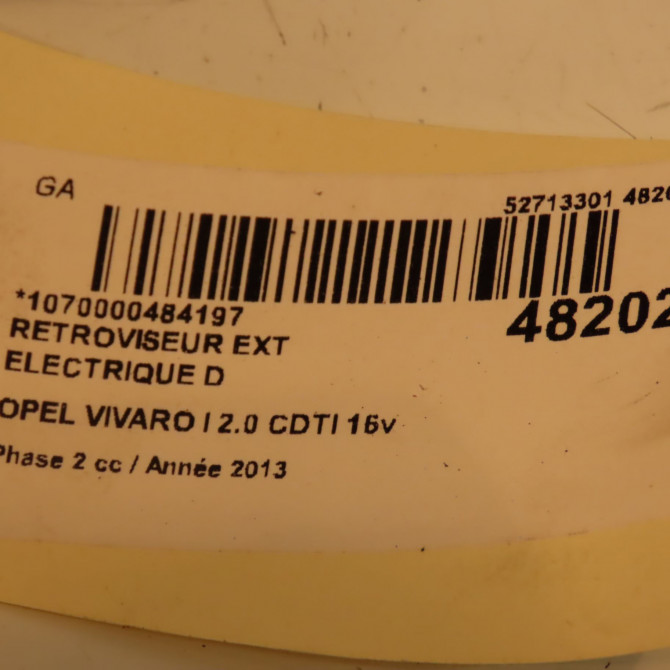 GA
52713301 482
*1070000484197
48202
RETROVISEUR EXT
ELECTRIQUE D
OPEL VIVARO I 2.0 CDTI 16v
Phase 2 cc / Année 2013